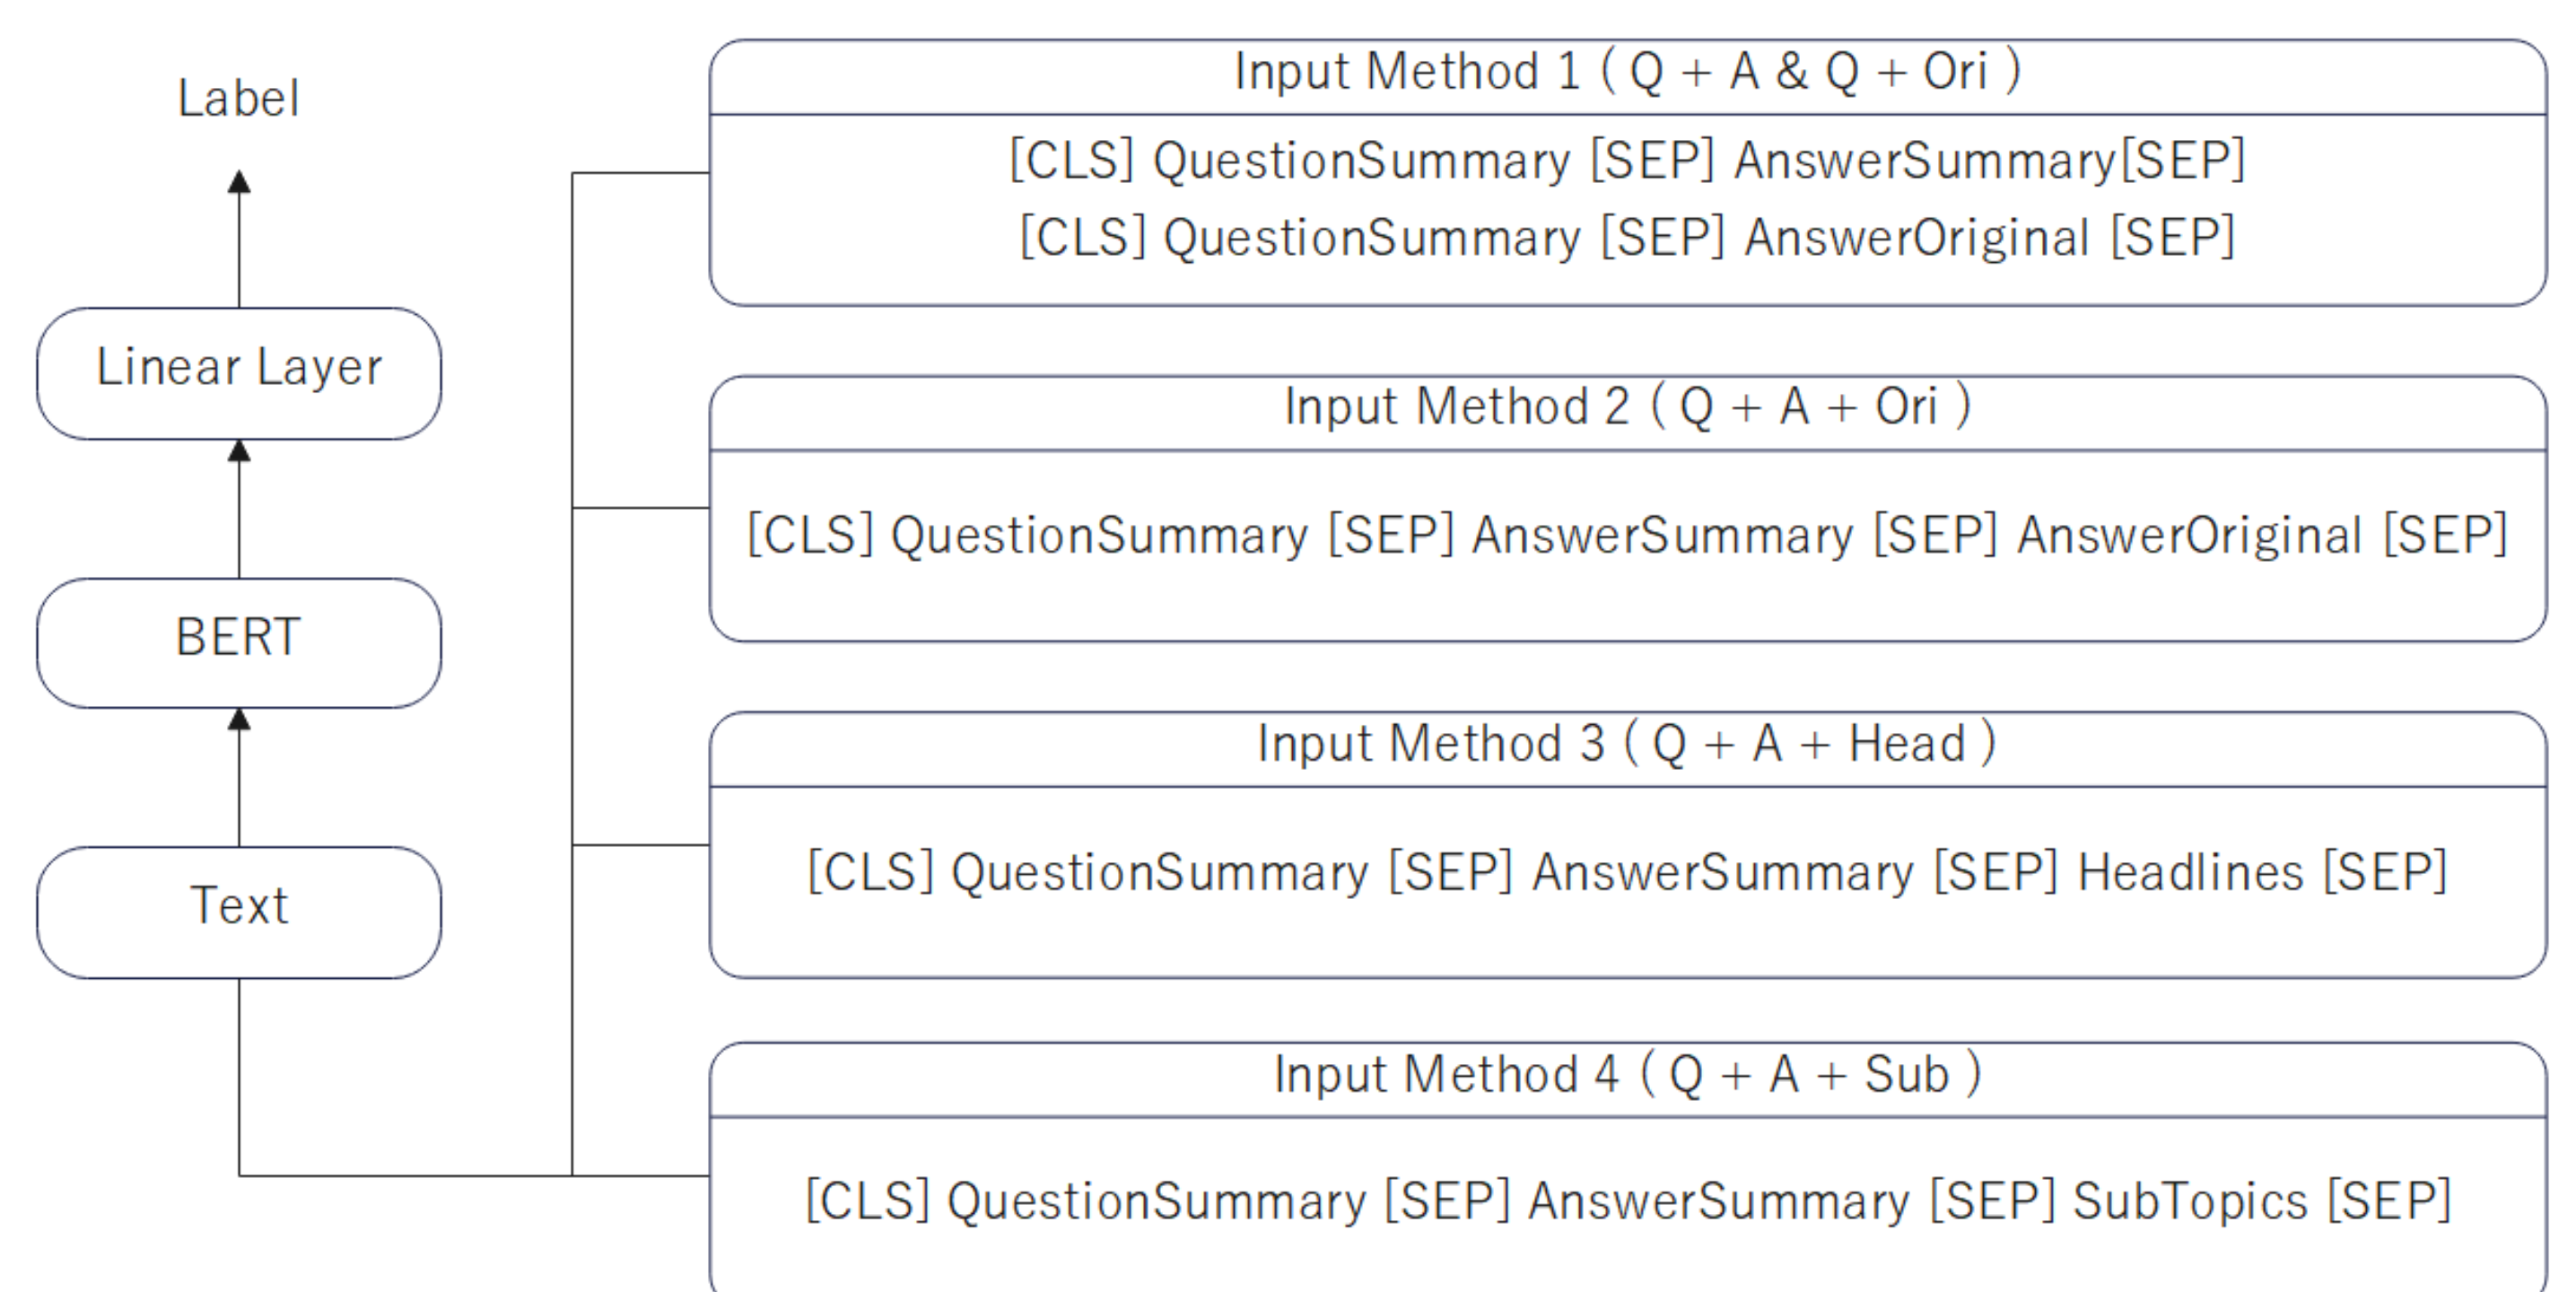 Label
Linear Layer
BERT
Text
Input Method 1 ( Q + A & Q + Ori )
[CLS] QuestionSummary [SEP] AnswerSummary[SEP]
[CLS] QuestionSummary [SEP] AnswerOriginal [SEP]
Input Method 2 ( Q + A + Ori )
[CLS] QuestionSummary [SEP] AnswerSummary [SEP] AnswerOriginal [SEP]
Input Method 3 ( Q + A + Head )
[CLS] QuestionSummary [SEP] AnswerSummary [SEP] Headlines [SEP]
Input Method 4 ( Q + A + Sub )
[CLS] QuestionSummary [SEP] AnswerSummary [SEP] SubTopics [SEP]